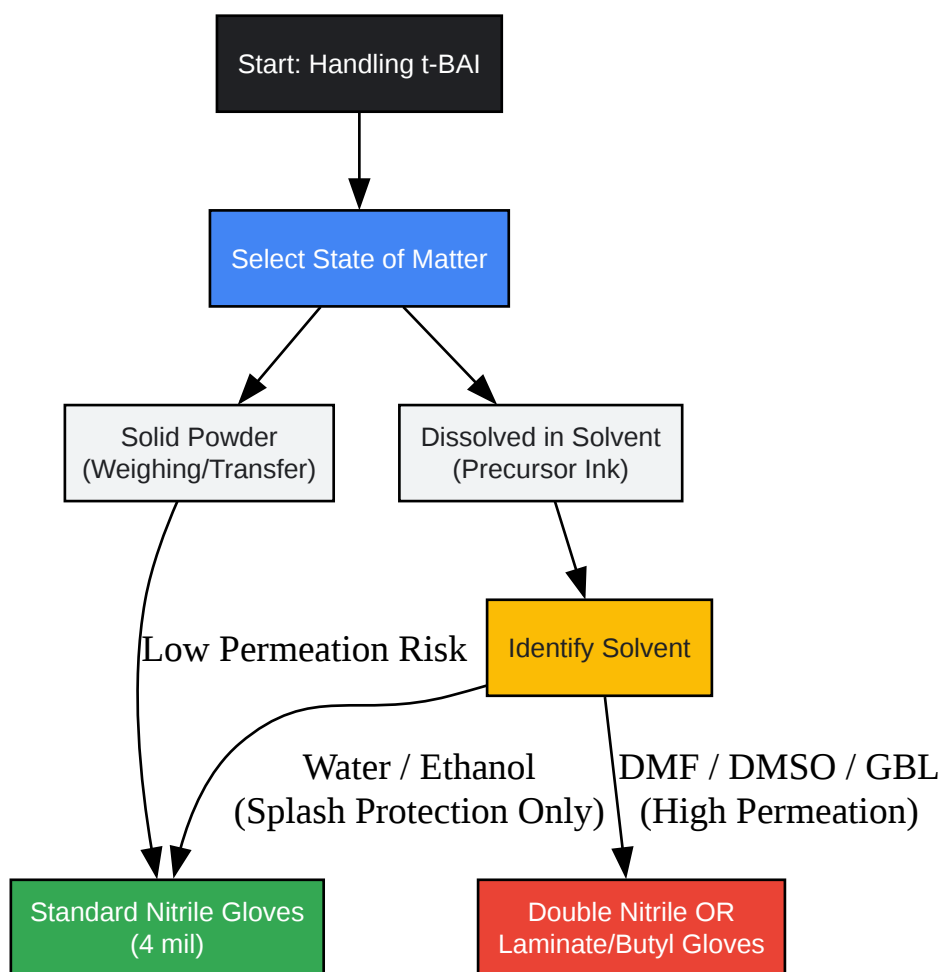 Start: Handling t-BAI
Select State of Matter
Solid Powder
(Weighing/Transfer)
Dissolved in Solvent
(Precursor Ink)
Identify Solvent
Low Permeation Risk
Water / Ethanol
(Splash Protection Only)
DMF / DMSO / GBL
(High Permeation)
Standard Nitrile Gloves
(4 mil)
Double Nitrile OR
Laminate/Butyl Gloves